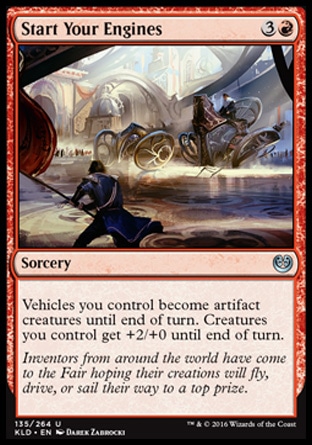 Start Your Engines 3
Sorcery
Vehicles you control become artifact
creatures until end of turn. Creatures
you control get +2/+0 until end of turn.
Inventors from around the world have come
to the Fair hoping their creations will fly,
drive, or sail their way to a top prize.
135/264 U
KLD • EN DAREK ZABROCKI
™ & © 2016 Wizards of the Coast